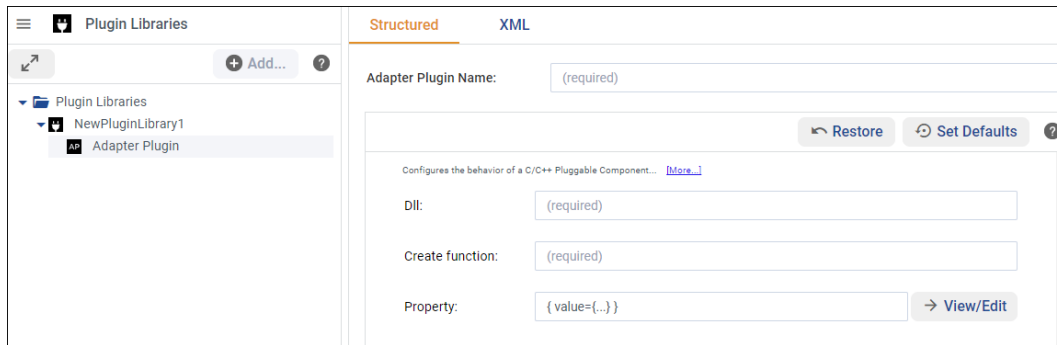 Plugin Libraries
Add...
?
Plugin Libraries
NewPluginLibrary1
AP Adapter Plugin
Structured XML
Adapter Plugin Name: (required)
Restore Set Defaults ?
Configures the behavior of a C/C++ Pluggable Component... [More...]
Dll: (required)
Create function: (required)
Property: { value={...} } View/Edit